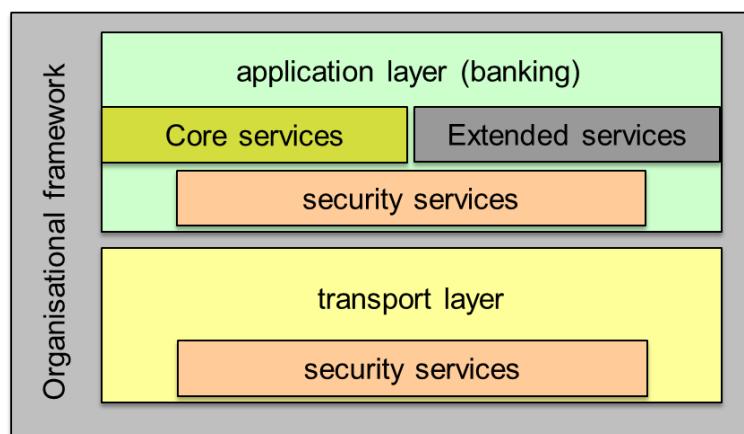 Organisational framework
application layer (banking)
Core services
Extended services
security services
transport layer
security services